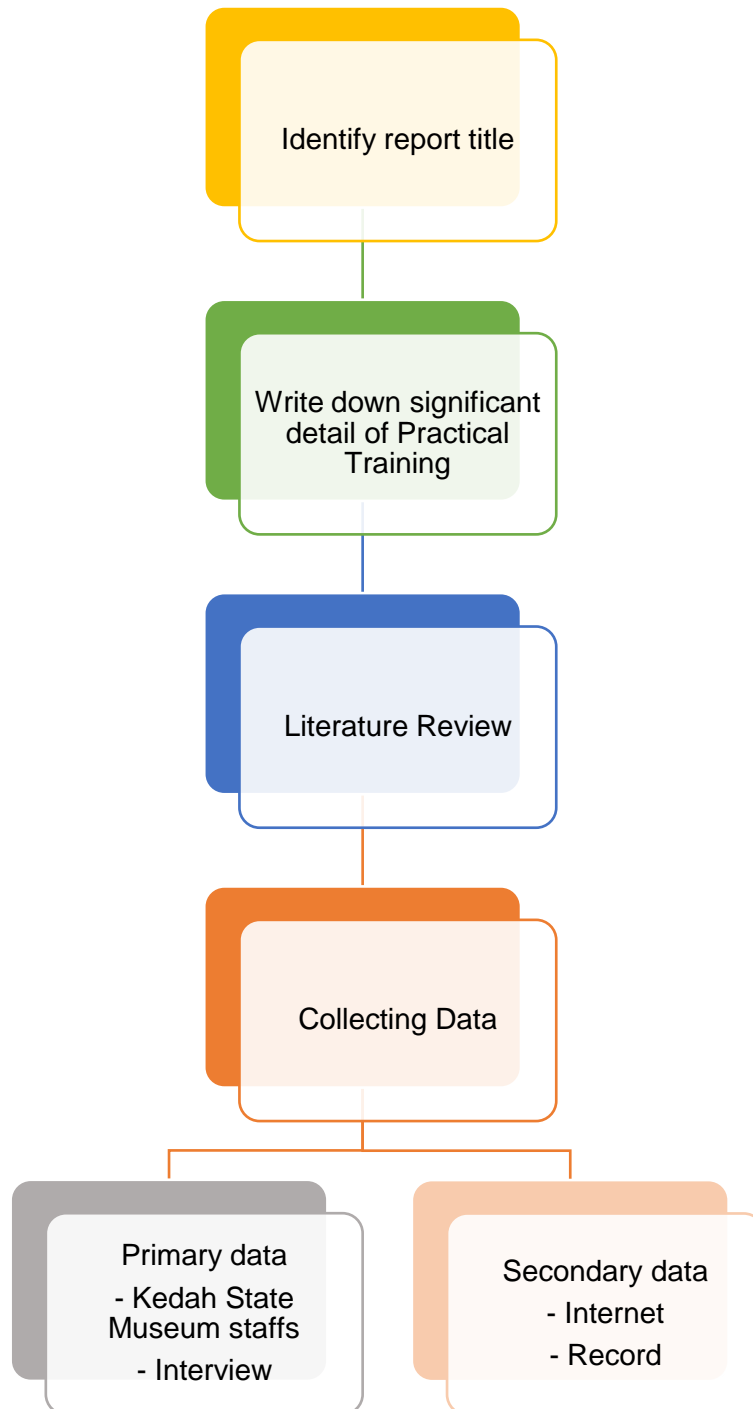 Identify report title
Write down significant
detail of Practical
Training
Literature Review
Collecting Data
Primary data
- Kedah State
Museum staffs
- Interview
Secondary data
- Internet
- Record